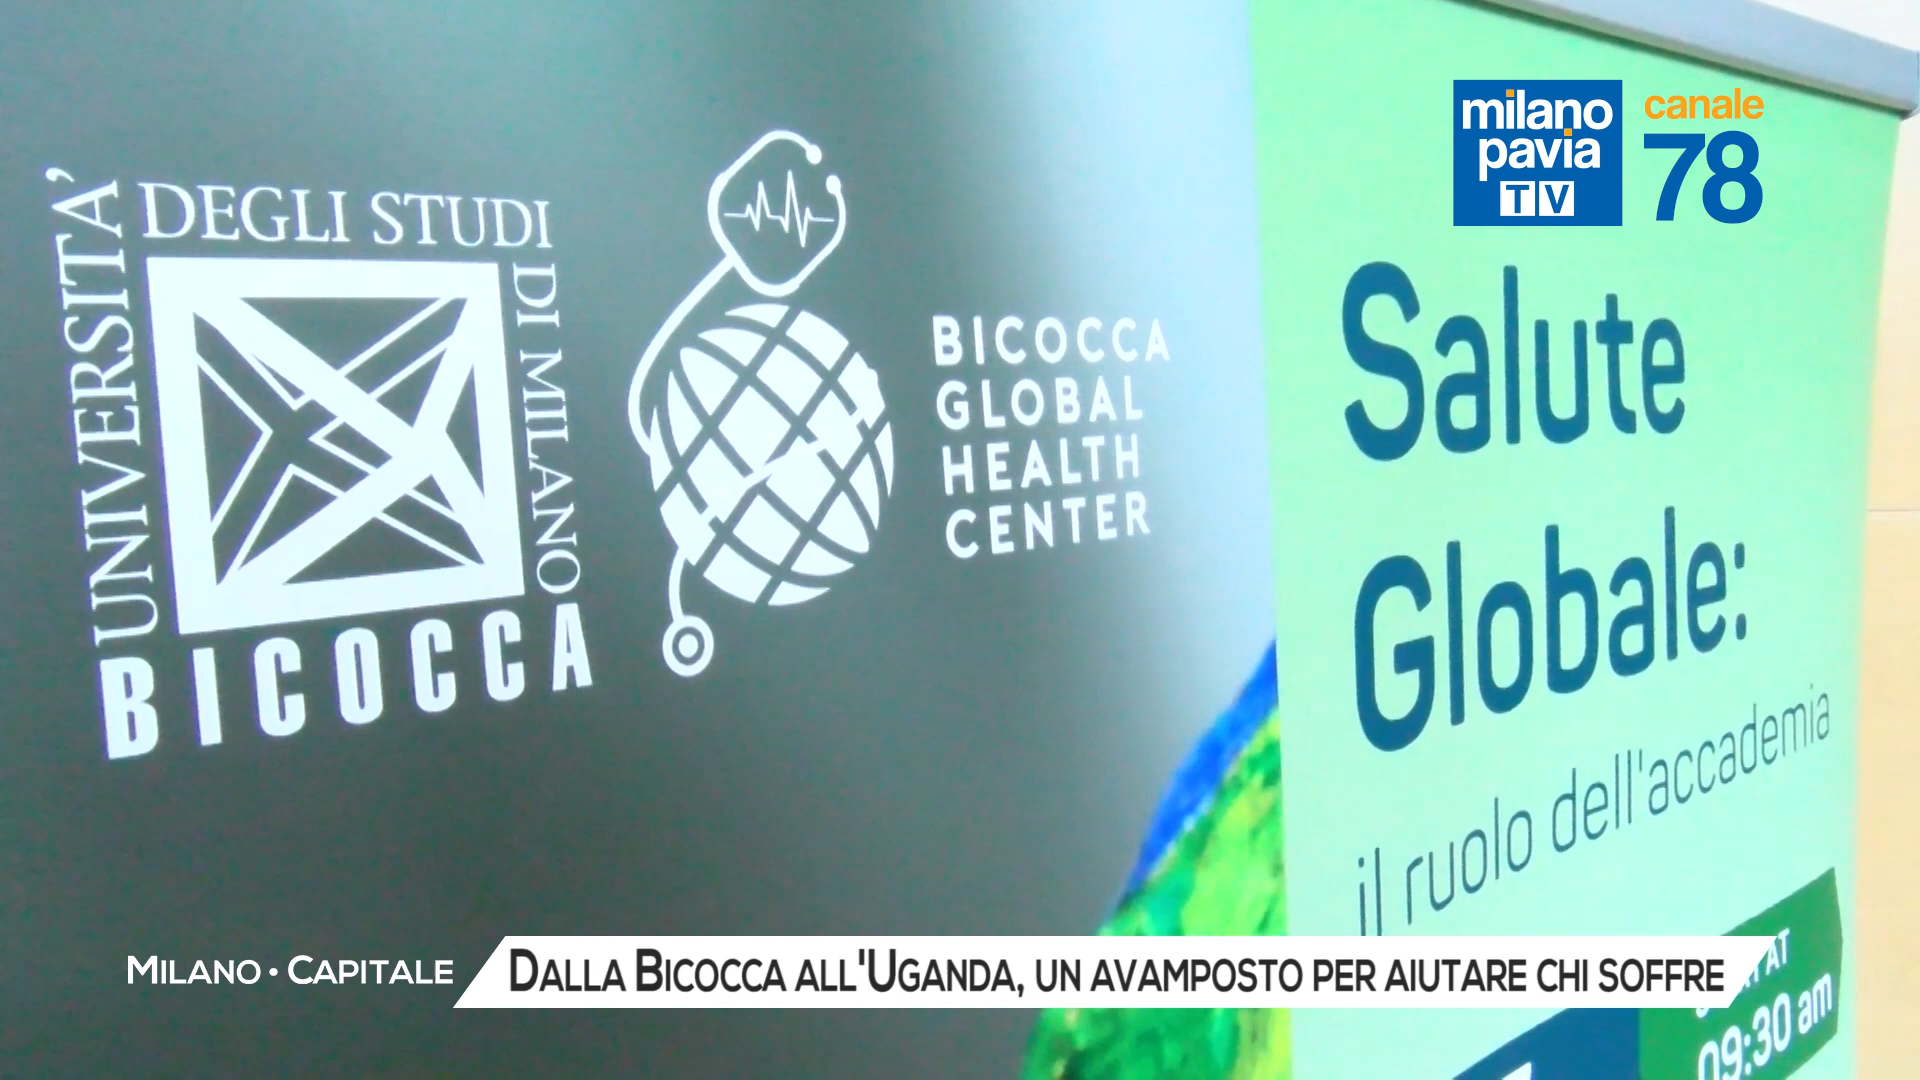 UNIVERSITÀ
DEGLI STUDI
DI MILANO
BICOCCA
BICOCCA
GLOBAL
HEALTH
CENTER
milano
pavia
TV
canale
78
Salute
Globale:
il ruolo dell'accademia
AT
09:30 am
MILANO • CAPITALE
DALLA BICOCCA ALL'UGANDA, UN AVAMPOSTO PER AIUTARE CHI SOFFRE